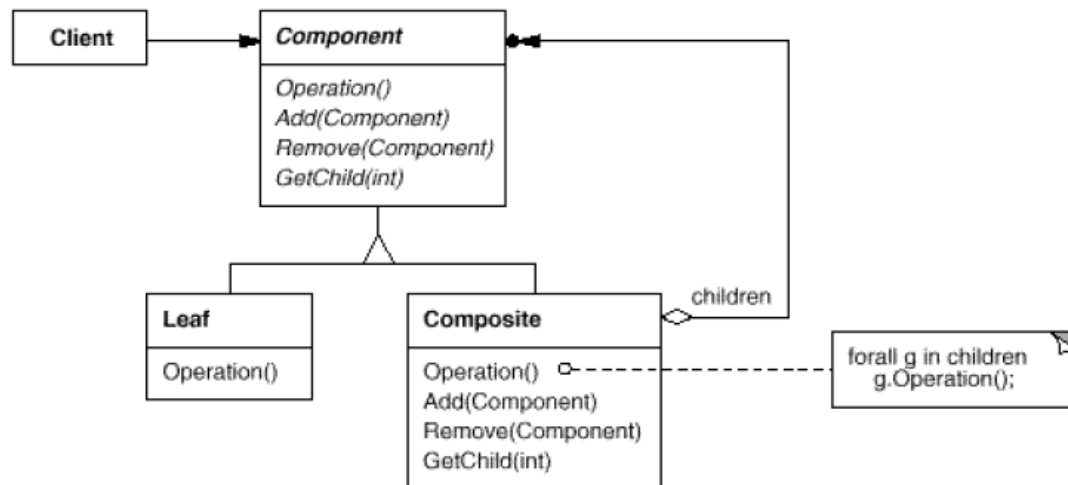 Client
Component
Operation()
Add(Component)
Remove(Component)
GetChild(int)
Leaf
Operation()
Composite
Operation()
Add(Component)
Remove(Component)
GetChild(int)
children
forall g in children
g.Operation();